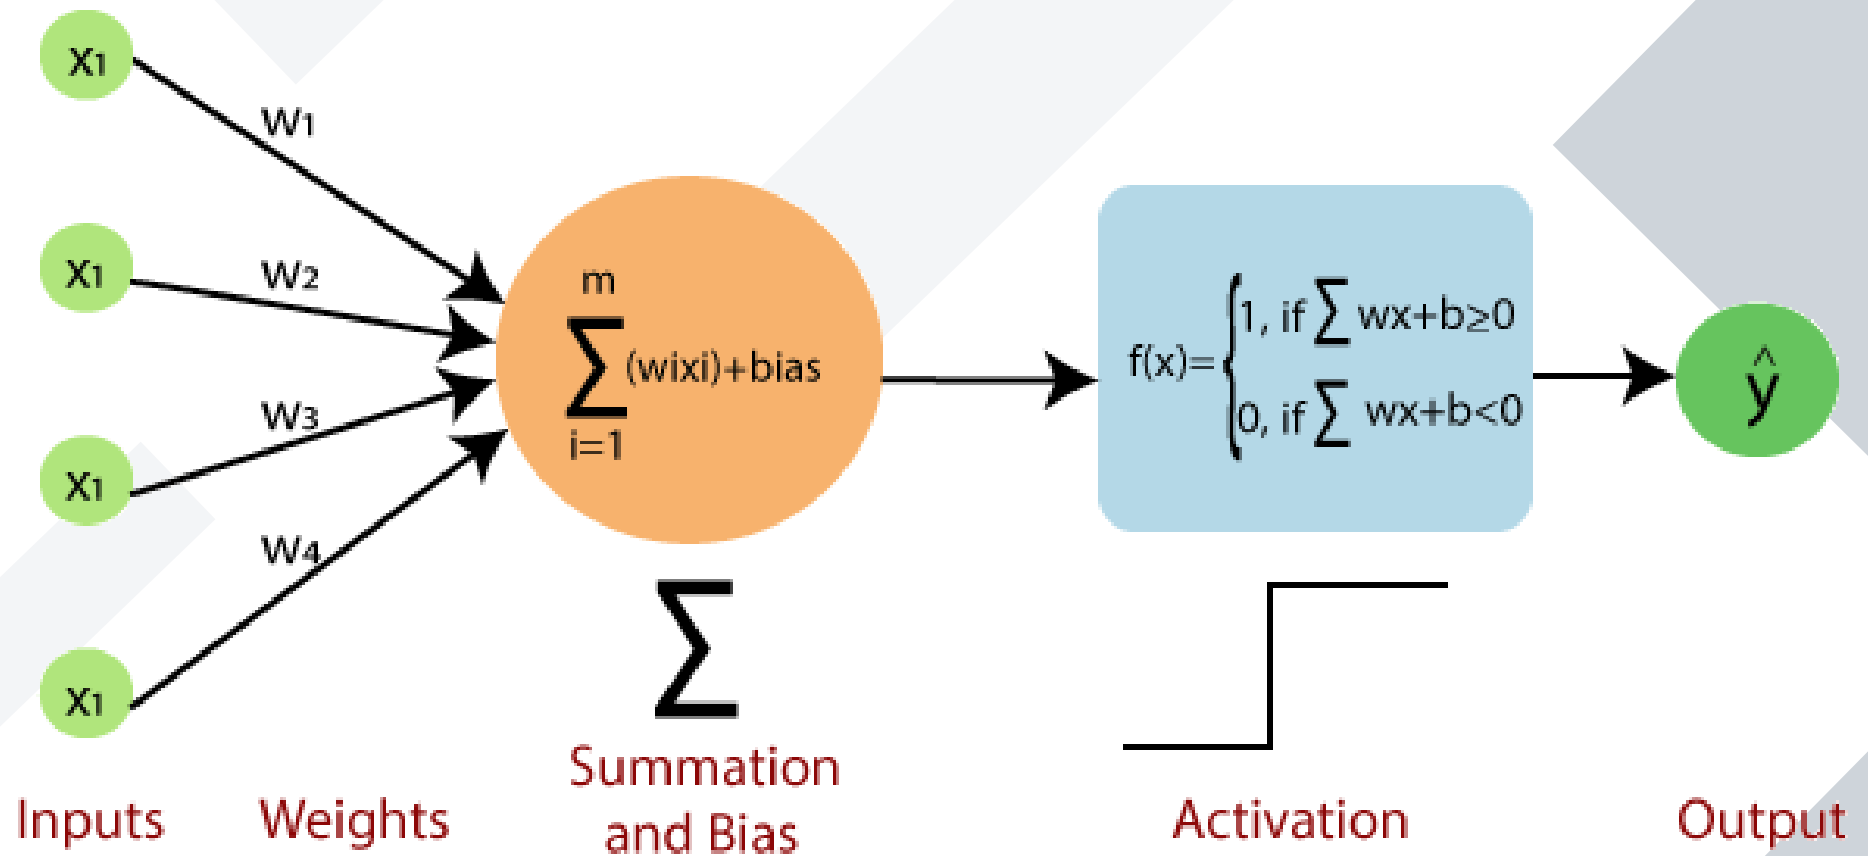 x1
w1
x1
w2
x1
w3
x1
w4
m
∑(wixi)+bias
i=1
∑
f(x)={1, if ∑ wx+b≥0
0, if ∑ wx+b<0
ŷ
Inputs
Weights
Summation
and Bias
Activation
Output